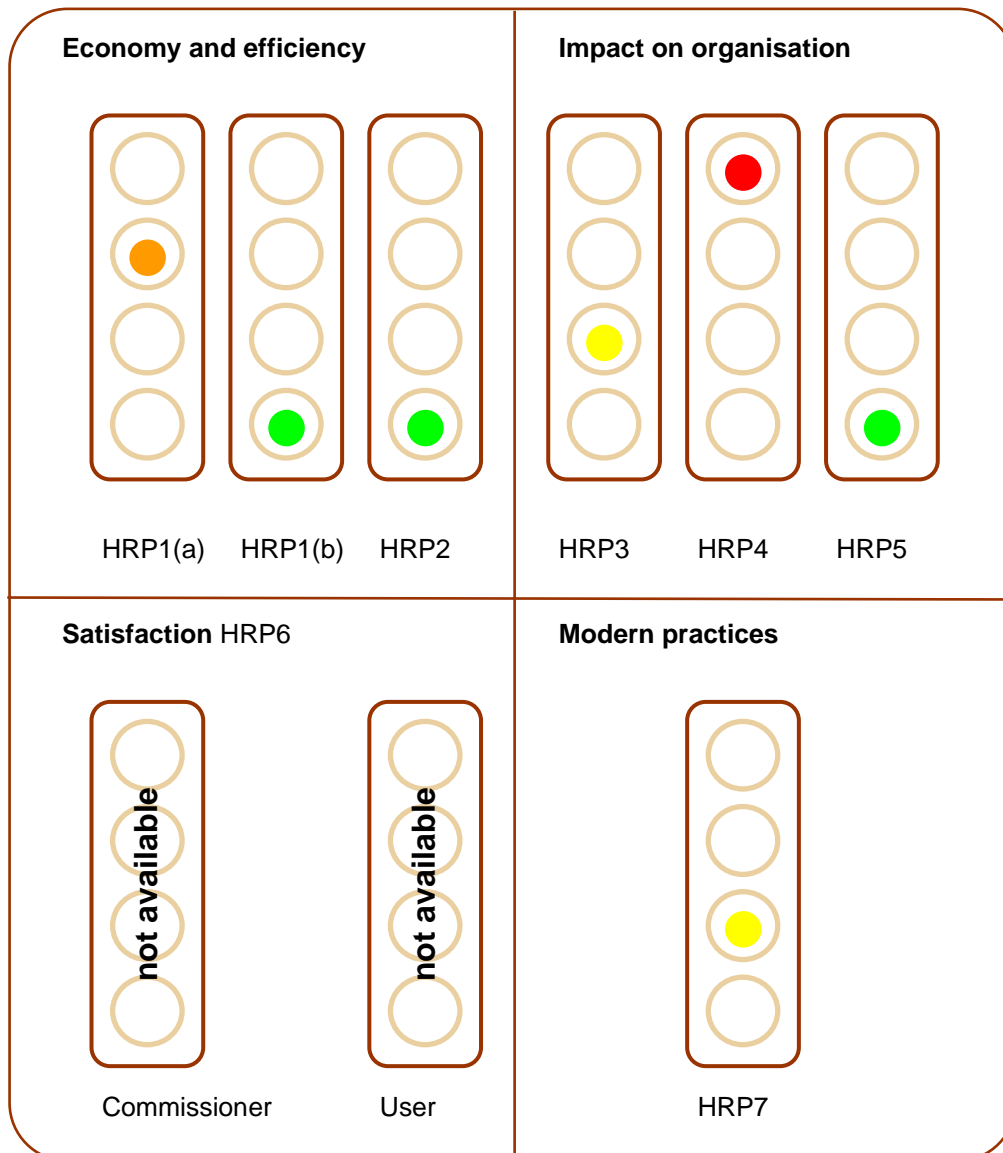 Economy and efficiency
HRP1(a) HRP1(b) HRP2
Impact on organisation
HRP3 HRP4 HRP5
Satisfaction HRP6
not available
not available
Commissioner User
Modern practices
HRP7